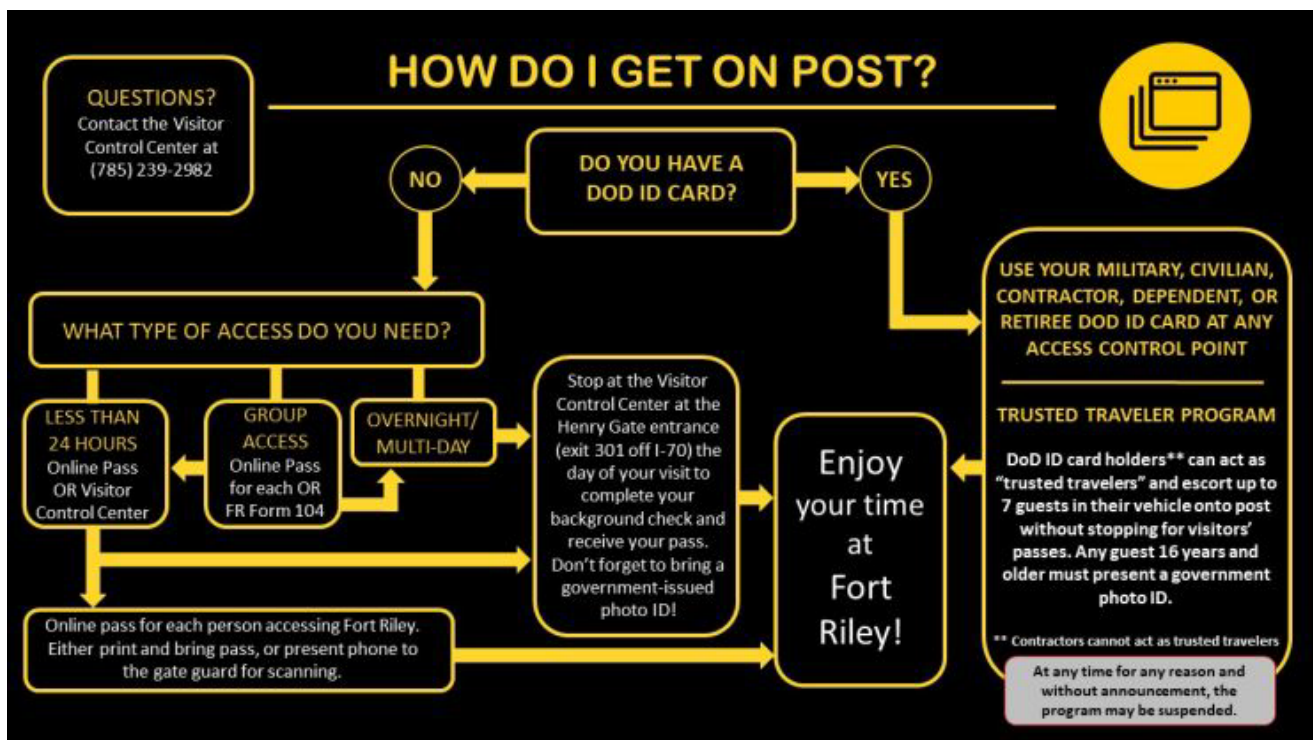 HOW DO I GET ON POST?
QUESTIONS?
Contact the Visitor
Control Center at
(785) 239-2982
DO YOU HAVE A
DOD ID CARD?
NO
YES
WHAT TYPE OF ACCESS DO YOU NEED?
LESS THAN
24 HOURS
Online Pass
OR Visitor
Control Center
GROUP
ACCESS
Online Pass
for each OR
FR Form 104
OVERNIGHT/
MULTI-DAY
Stop at the Visitor
Control Center at the
Henry Gate entrance
(exit 301 off I-70) the
day of your visit to
complete your
background check and
receive your pass.
Don't forget to bring a
government-issued
photo ID!
Online pass for each person accessing Fort Riley.
Either print and bring pass, or present phone to
the gate guard for scanning.
Enjoy
your time
at
Fort
Riley!
USE YOUR MILITARY, CIVILIAN,
CONTRACTOR, DEPENDENT, OR
RETIREE DOD ID CARD AT ANY
ACCESS CONTROL POINT
TRUSTED TRAVELER PROGRAM
DoD ID card holders** can act as
"trusted travelers" and escort up to
7 guests in their vehicle onto post
without stopping for visitors'
passes. Any guest 16 years and
older must present a government
photo ID.
** Contractors cannot act as trusted travelers
At any time for any reason and
without announcement, the
program may be suspended.